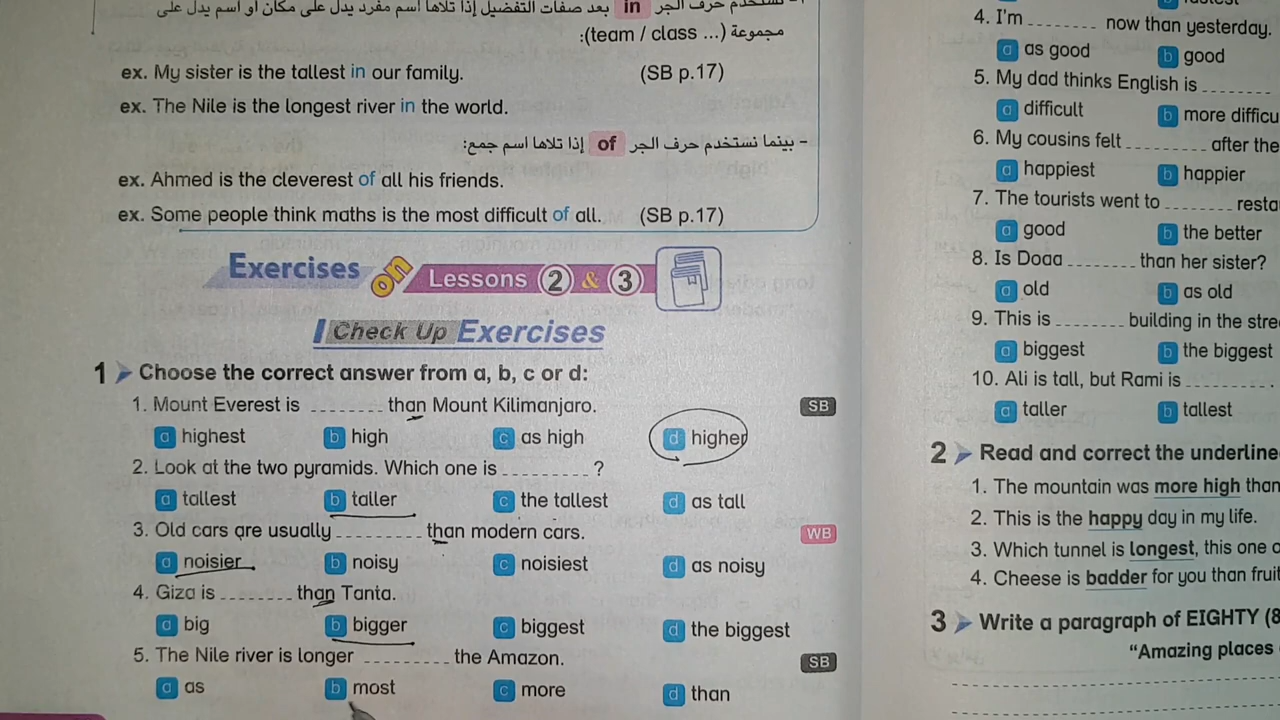 نستخدم حرف الجر in بعد صفات التفضيل إذا تلاها اسم مفرد يدل على مكان أو اسم يدل على
مجموعة (team / class ...):
ex. My sister is the tallest in our family. (SB p.17)
ex. The Nile is the longest river in the world.
- بينما نستخدم حرف الجر of إذا تلاها اسم جمع:
ex. Ahmed is the cleverest of all his friends.
ex. Some people think maths is the most difficult of all. (SB p.17)
Exercises on Lessons 2 & 3
Check Up Exercises
1 Choose the correct answer from a, b, c or d:
1. Mount Everest is ........ than Mount Kilimanjaro. SB
a highest b high c as high d higher
2. Look at the two pyramids. Which one is ......... ?
a tallest b taller c the tallest d as tall
3. Old cars are usually ......... than modern cars. WB
a noisier b noisy c noisiest d as noisy
4. Giza is ........ than Tanta.
a big b bigger c biggest d the biggest
5. The Nile river is longer ......... the Amazon. SB
a as b most c more d than
4. I'm ........ now than yesterday.
a as good b good
5. My dad thinks English is ........
a difficult b more difficu
6. My cousins felt ......... after the
a happiest b happier
7. The tourists went to ........ resta
a good b the better
8. Is Doaa ........ than her sister?
a old b as old
9. This is ........ building in the stre
a biggest b the biggest
10. Ali is tall, but Rami is ......... .
a taller b tallest
2 Read and correct the underline
1. The mountain was more high than
2. This is the happy day in my life.
3. Which tunnel is longest, this one o
4. Cheese is badder for you than fruit
3 Write a paragraph of EIGHTY (8
"Amazing places